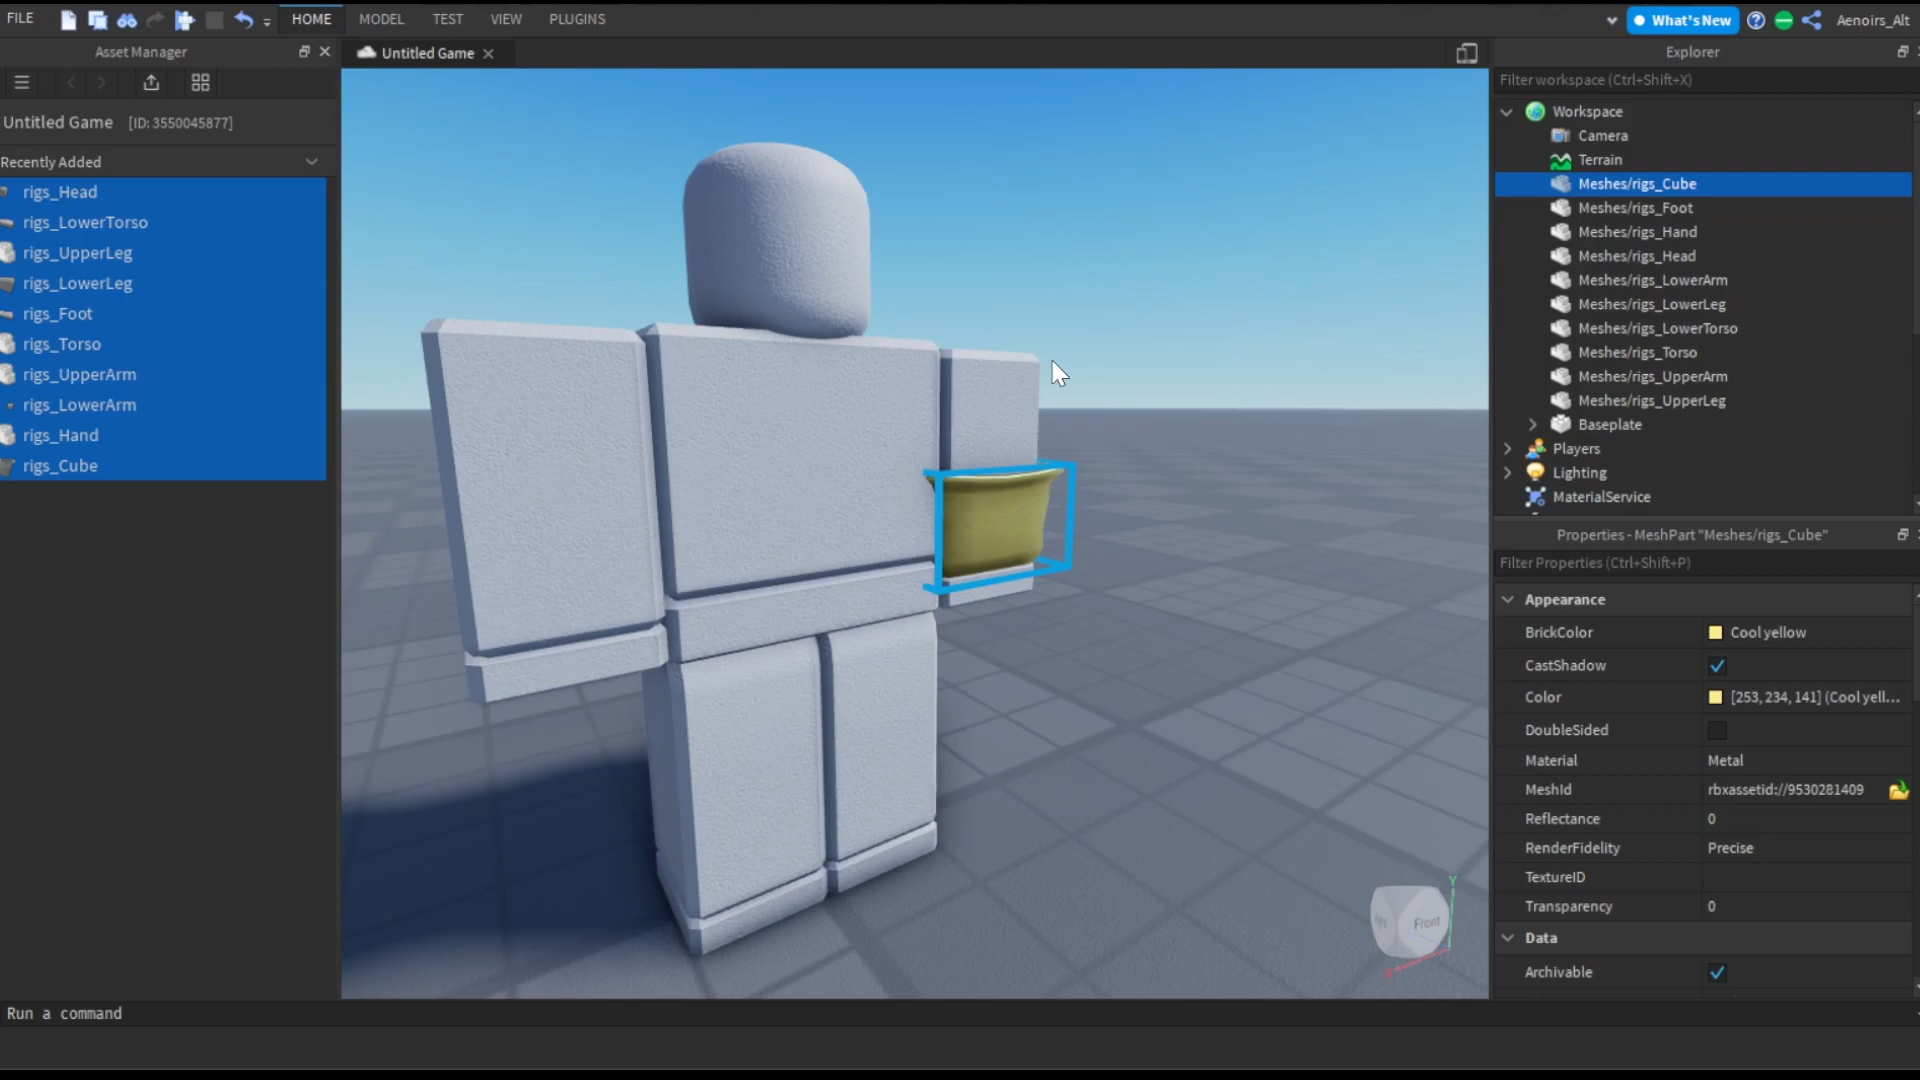 FILE
HOME
MODEL
TEST
VIEW
PLUGINS
What's New
Aenoirs_Alt
Asset Manager
Untitled Game
Explorer
Filter workspace (Ctrl+Shift+X)
Untitled Game [ID: 3550045877]
Recently Added
rigs_Head
rigs_LowerTorso
rigs_UpperLeg
rigs_LowerLeg
rigs_Foot
rigs_Torso
rigs_UpperArm
rigs_LowerArm
rigs_Hand
rigs_Cube
Workspace
Camera
Terrain
Meshes/rigs_Cube
Meshes/rigs_Foot
Meshes/rigs_Hand
Meshes/rigs_Head
Meshes/rigs_LowerArm
Meshes/rigs_LowerLeg
Meshes/rigs_LowerTorso
Meshes/rigs_Torso
Meshes/rigs_UpperArm
Meshes/rigs_UpperLeg
Baseplate
Players
Lighting
MaterialService
Properties - MeshPart "Meshes/rigs_Cube"
Filter Properties (Ctrl+Shift+P)
Appearance
BrickColor Cool yellow
CastShadow
Color [253, 234, 141] (Cool yell...
DoubleSided
Material Metal
MeshId rbxassetid://9530281409
Reflectance 0
RenderFidelity Precise
TextureID
Transparency 0
Data
Archivable
Y
Front
Run a command